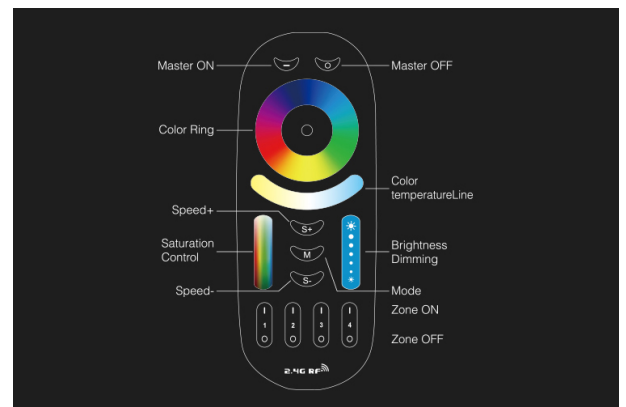 Master ON
Master OFF
Color Ring
Color
temperatureLine
Speed+
S+
Saturation
Control
M
Brightness
Dimming
Speed-
S-
Mode
Zone ON
1 2 3 4
Zone OFF
2.4G RF